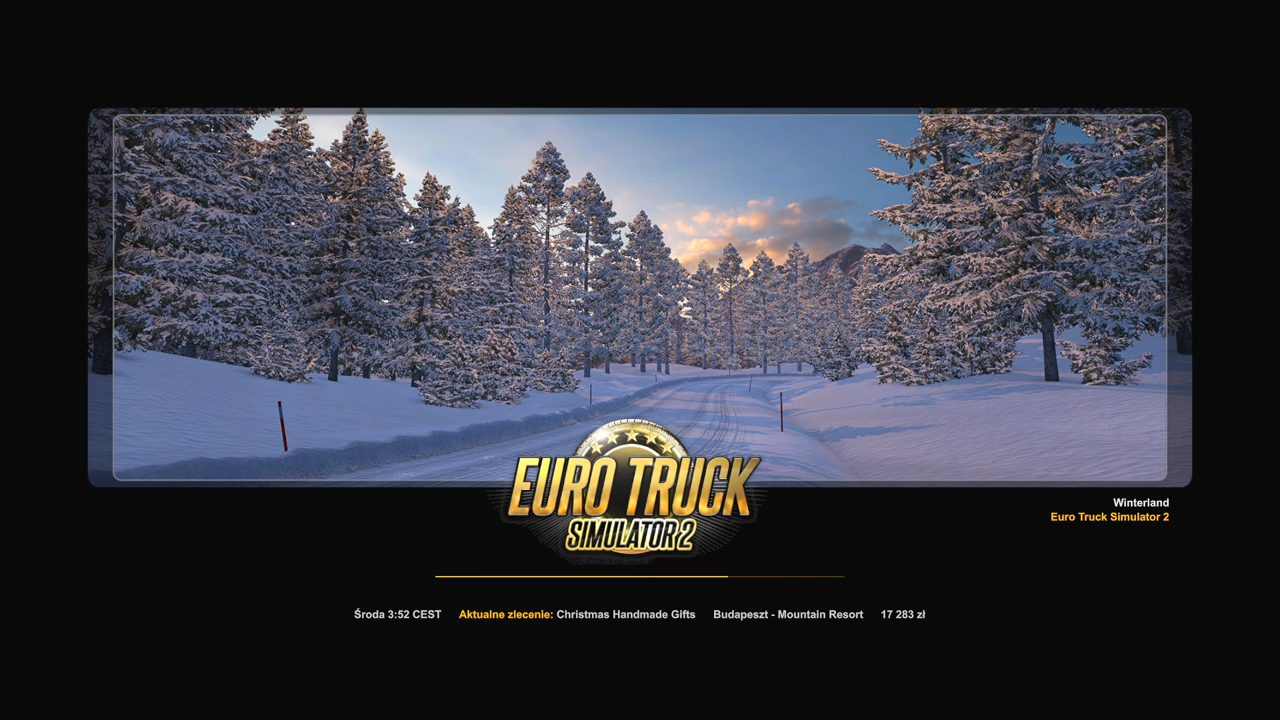 EURO TRUCK
SIMULATOR 2
Winterland
Euro Truck Simulator 2
Środa 3:52 CEST Aktualne zlecenie: Christmas Handmade Gifts Budapeszt - Mountain Resort 17 283 zł